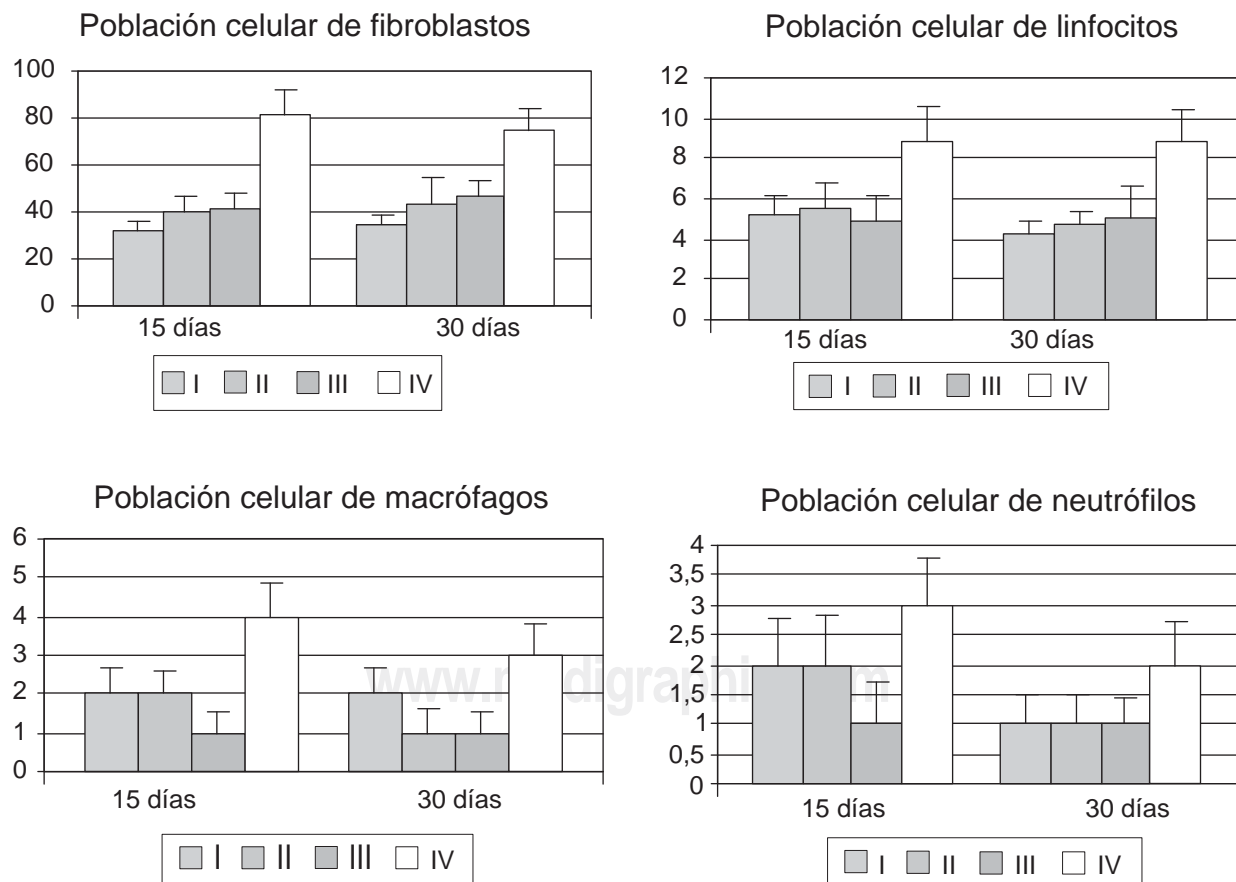 Población celular de fibroblastos
100
80
60
40
20
0
15 días 30 días
I II III IV
Población celular de linfocitos
12
10
8
6
4
2
0
15 días 30 días
I II III IV
Población celular de macrófagos
6
5
4
3
2
1
0
15 días 30 días
I II III IV
Población celular de neutrófilos
4
3,5
3
2,5
2
1,5
1
0,5
0
15 días 30 días
I II III IV